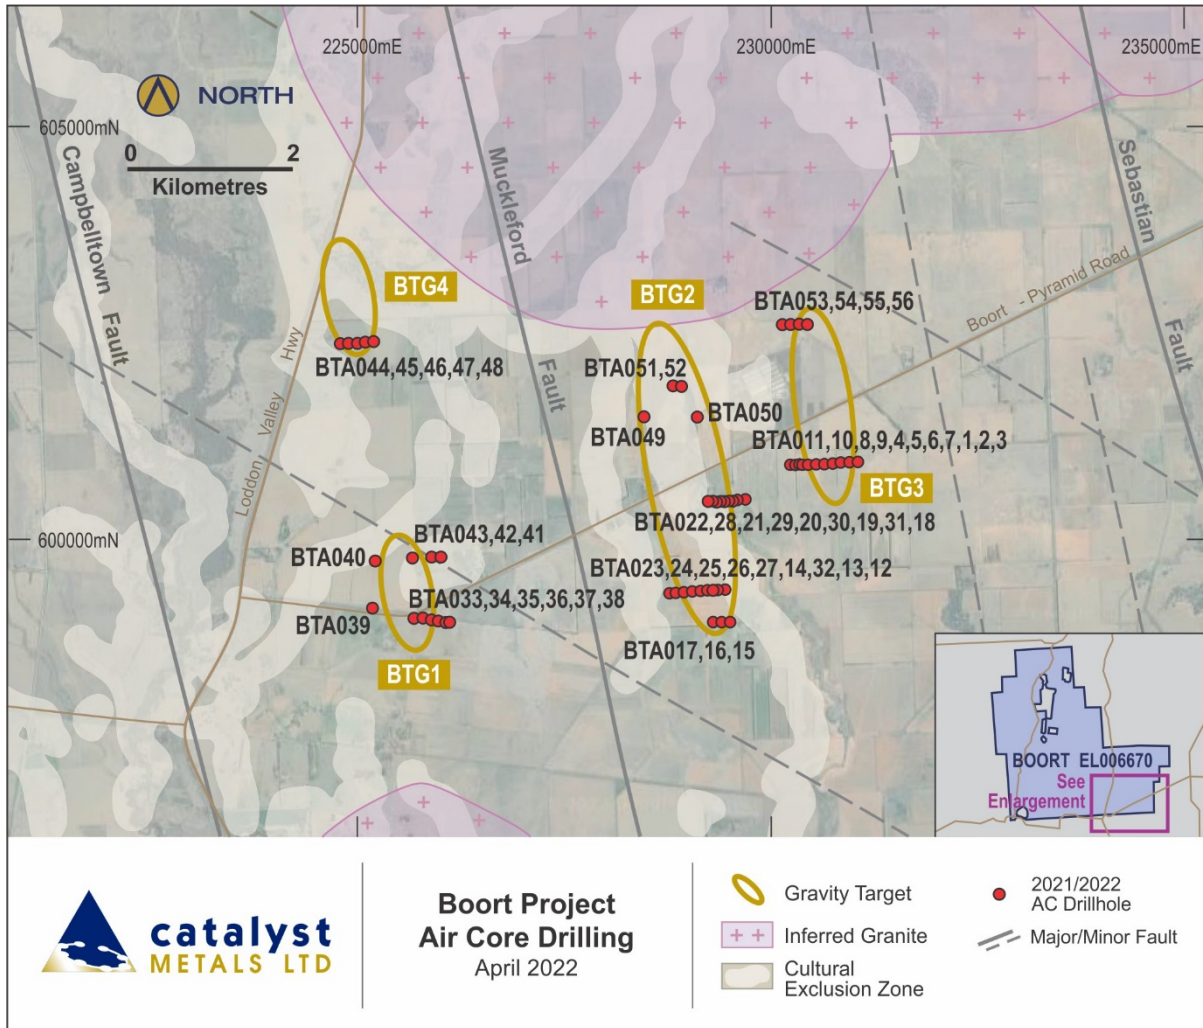 225000mE
230000mE
235000mE
NORTH
605000mN
0 2
Kilometres
Campbelltown Fault
Muckleford Fault
Sebastian Fault
BTG4
BTG2
BTA053,54,55,56
Boort - Pyramid Road
Loddon Valley Hwy
BTA044,45,46,47,48
BTA051,52
BTA050
BTA049
BTA011,10,8,9,4,5,6,7,1,2,3
BTG3
BTA022,28,21,29,20,30,19,31,18
600000mN
BTA043,42,41
BTA040
BTA023,24,25,26,27,14,32,13,12
BTA033,34,35,36,37,38
BTA039
BTA017,16,15
BTG1
BOORT EL006670
See
Enlargement
catalyst
METALS LTD
Boort Project
Air Core Drilling
April 2022
Gravity Target
Inferred Granite
Cultural
Exclusion Zone
2021/2022
AC Drillhole
Major/Minor Fault